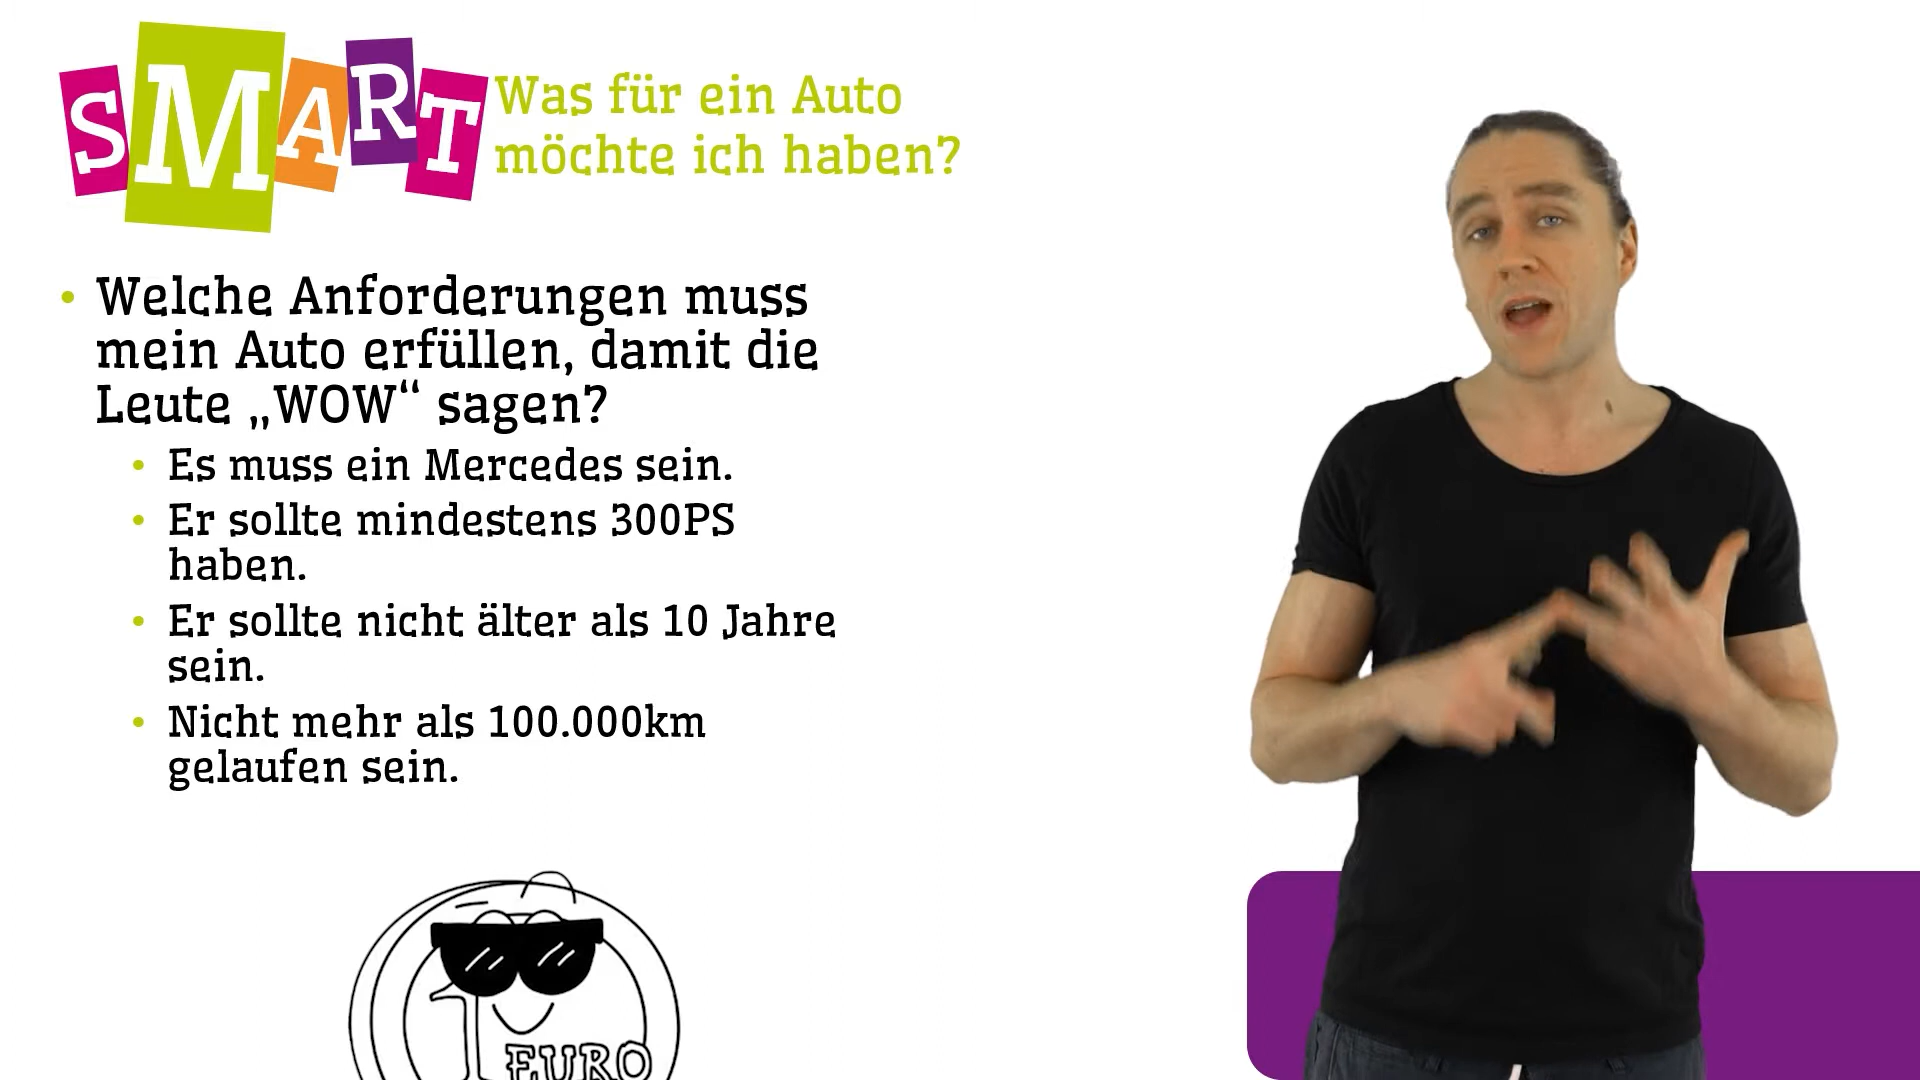 SMART
Was für ein Auto
möchte ich haben?
• Welche Anforderungen muss
mein Auto erfüllen, damit die
Leute „WOW“ sagen?
• Es muss ein Mercedes sein.
• Er sollte mindestens 300PS
haben.
• Er sollte nicht älter als 10 Jahre
sein.
• Nicht mehr als 100.000km
gelaufen sein.
1 EURO